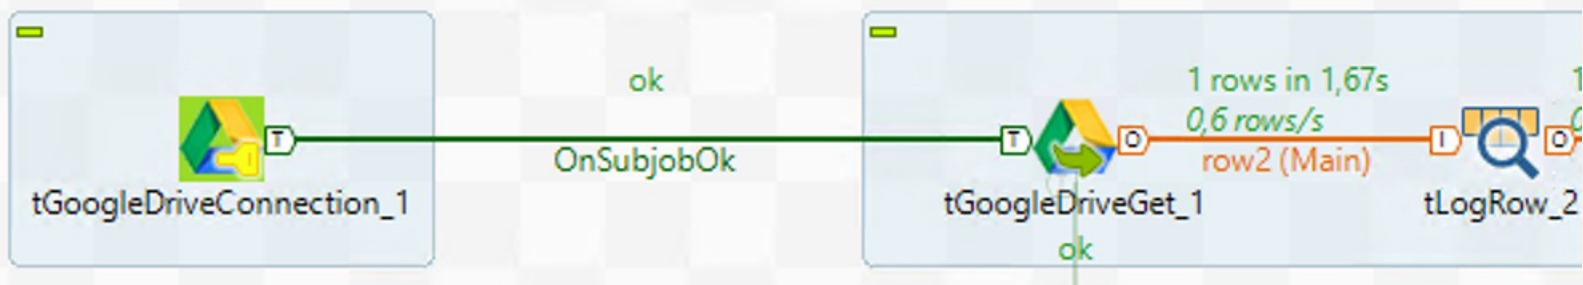 ok
1 rows in 1,67s
0,6 rows/s
T
T
O
I
O
OnSubjobOk
row2 (Main)
tGoogleDriveConnection_1
tGoogleDriveGet_1
tLogRow_2
ok